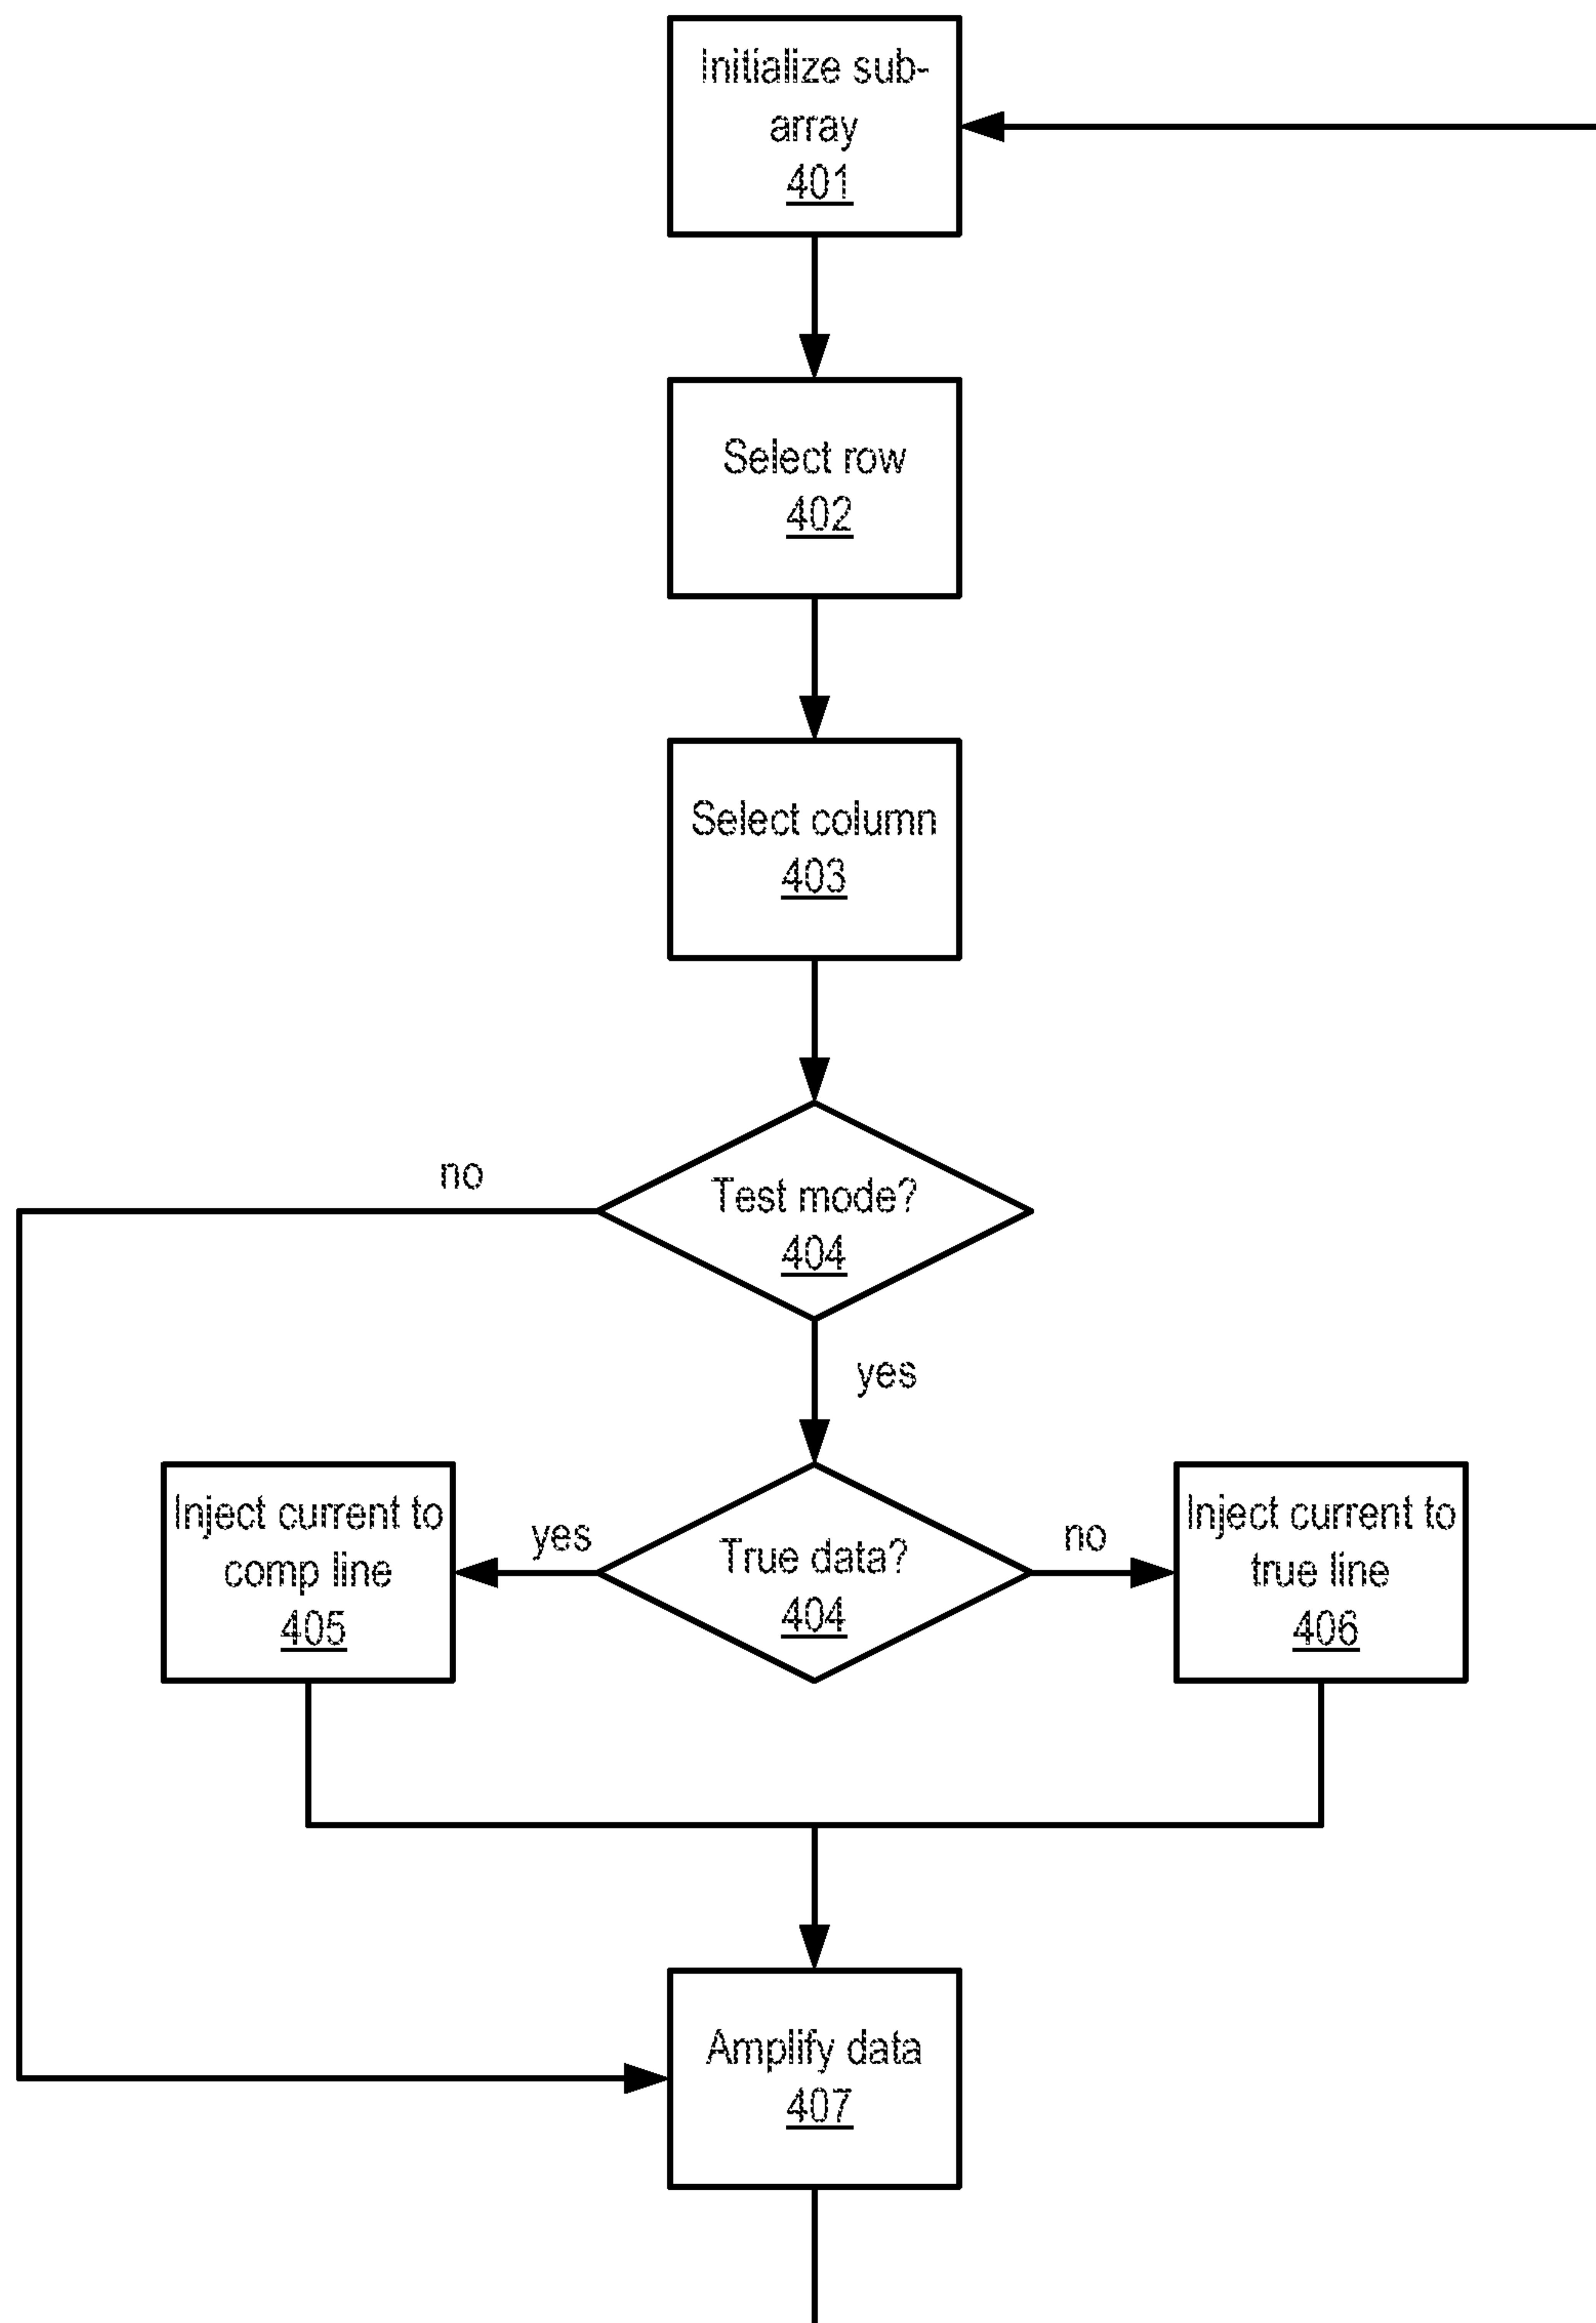 Initialize sub-
array
401
Select row
402
Select column
403
no
Test mode?
404
yes
Inject current to
comp line
405
yes
True data?
404
no
Inject current to
true line
406
Amplify data
407